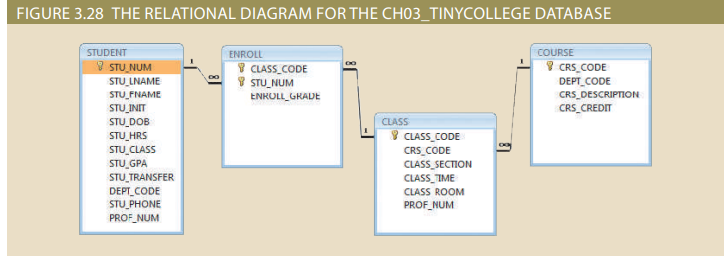 FIGURE 3.28 THE RELATIONAL DIAGRAM FOR THE CH03_TINYCOLLEGE DATABASE
STUDENT
STU_NUM
STU_LNAME
STU_FNAME
STU_INIT
STU_DOB
STU_HRS
STU_CLASS
STU_GPA
STU_TRANSFER
DEPT_CODE
STU_PHONE
PROF_NUM
1
∞
ENROLL
CLASS_CODE
STU_NUM
ENROLL_GRADE
∞
1
CLASS
CLASS_CODE
CRS_CODE
CLASS_SECTION
CLASS_TIME
CLASS_ROOM
PROF_NUM
∞
1
COURSE
CRS_CODE
DEPT_CODE
CRS_DESCRIPTION
CRS_CREDIT